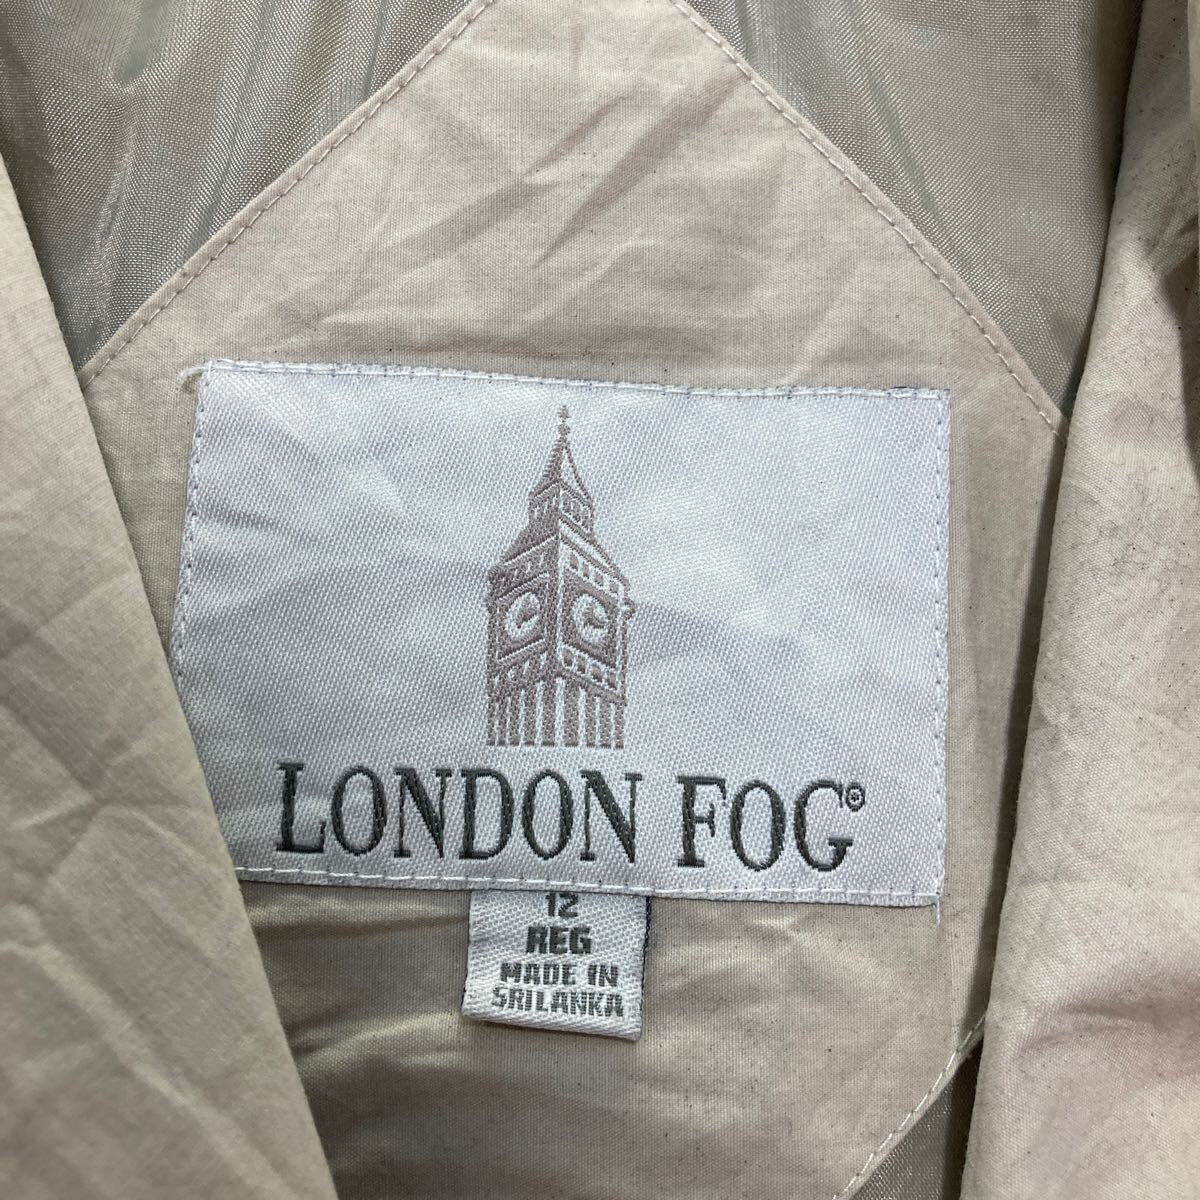 LONDON FOG®
12
REG
MADE IN
SRILANKA